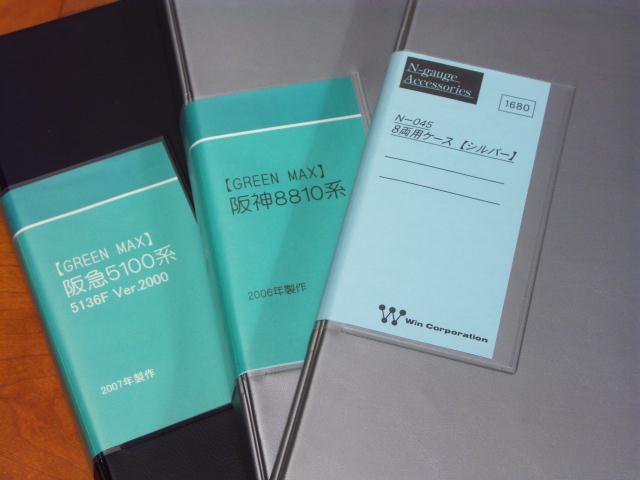 【GREEN MAX】
阪急5100系
5136F Ver.2000
2007年製作
【GREEN MAX】
阪神8810系
2006年製作
N-gauge
Accessories
1680
N-045
8両用ケース【シルバー】
Win Corporation